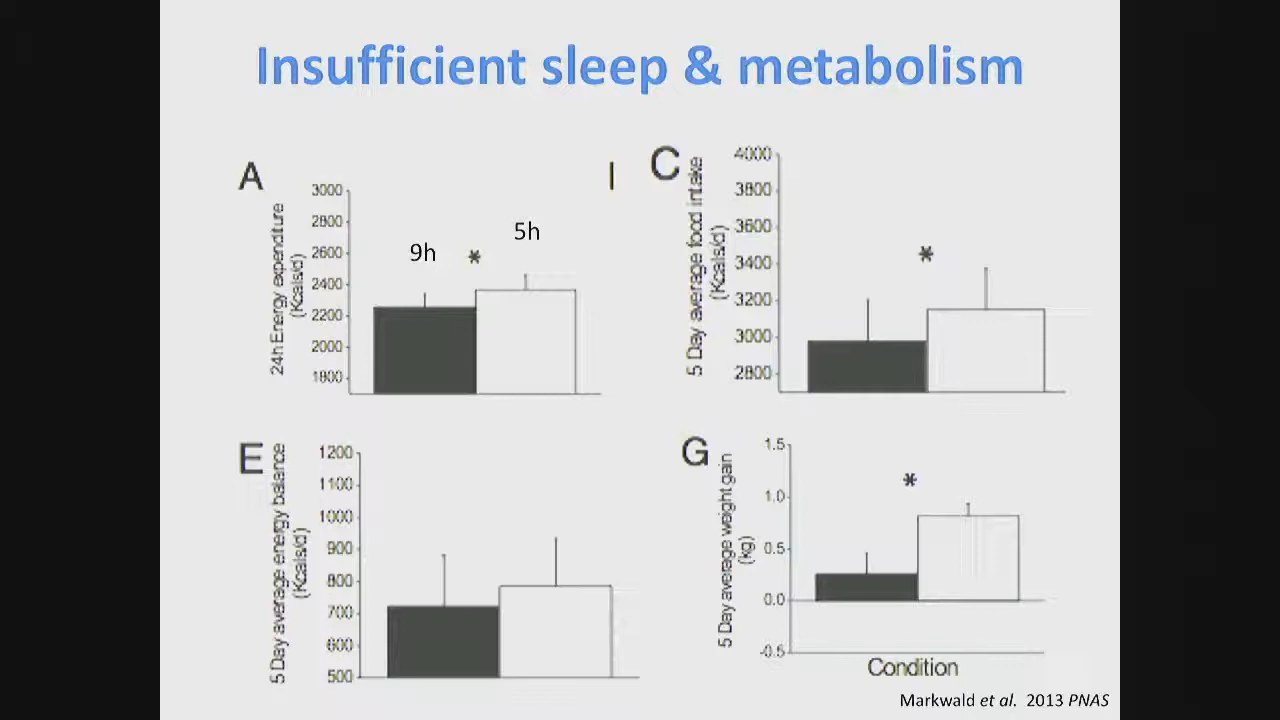 Insufficient sleep & metabolism
A
24h Energy expenditure
(Kcals/d)
3000
2800
2600
2400
2200
2000
1800
9h
*
5h
I
C
5 Day average food intake
(Kcals/d)
4000
3800
3600
3400
3200
3000
2800
*
E
5 Day average energy balance
(Kcals/d)
1200
1100
1000
900
800
700
600
500
G
5 Day average weight gain
(kg)
1.5
1.0
0.5
0.0
-0.5
*
Condition
Markwald et al. 2013 PNAS